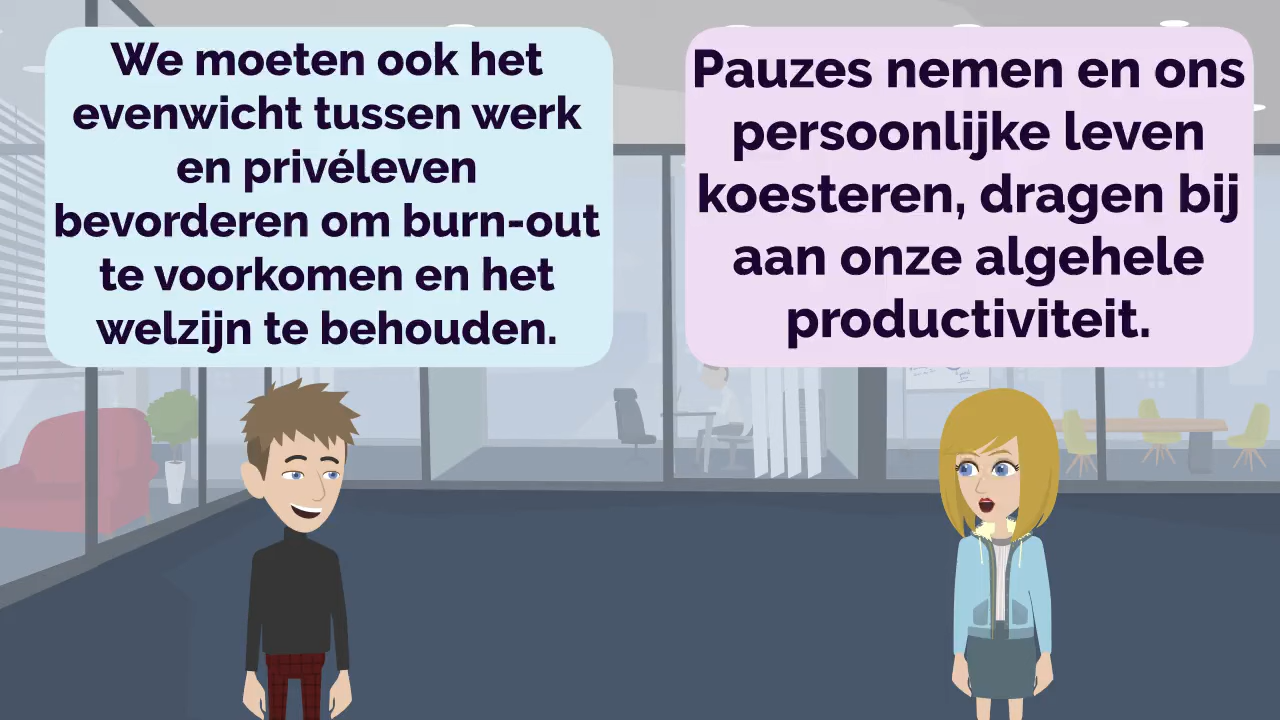 We moeten ook het
evenwicht tussen werk
en privéleven
bevorderen om burn-out
te voorkomen en het
welzijn te behouden.
Pauzes nemen en ons
persoonlijke leven
koesteren, dragen bij
aan onze algehele
productiviteit.